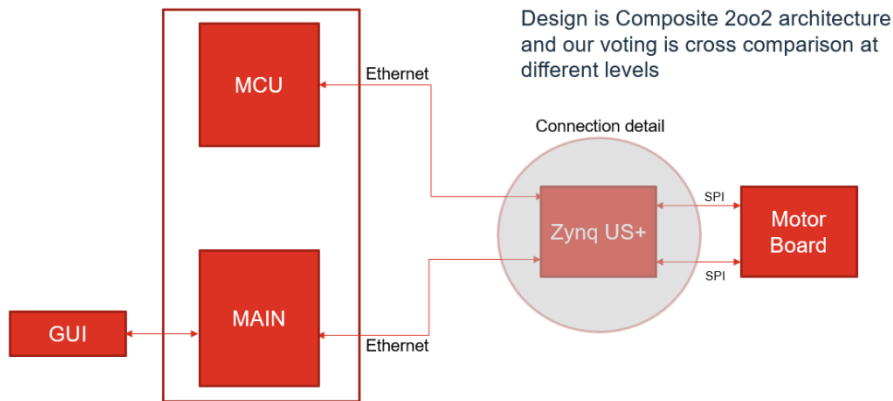 Design is Composite 2oo2 architecture
and our voting is cross comparison at
different levels
MCU
Ethernet
Connection detail
Zynq US+
SPI
SPI
Motor
Board
GUI
MAIN
Ethernet